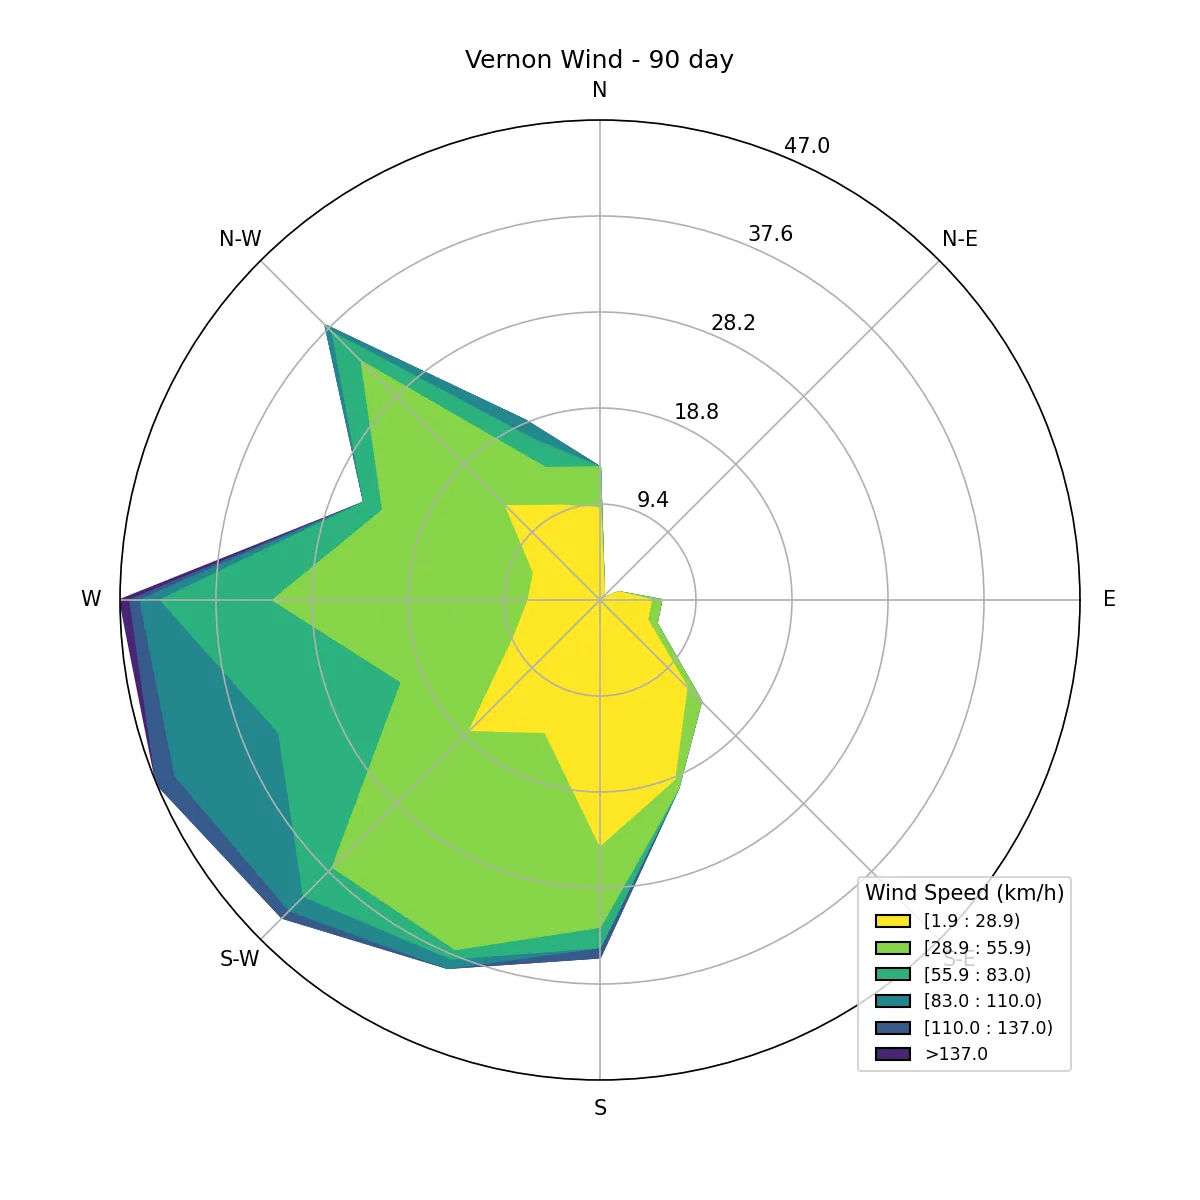 Vernon Wind - 90 day
N
47.0
N-W
37.6
N-E
28.2
18.8
9.4
W
E
S-W
S-E
S
Wind Speed (km/h)
[1.9 : 28.9)
[28.9 : 55.9)
[55.9 : 83.0)
[83.0 : 110.0)
[110.0 : 137.0)
>137.0